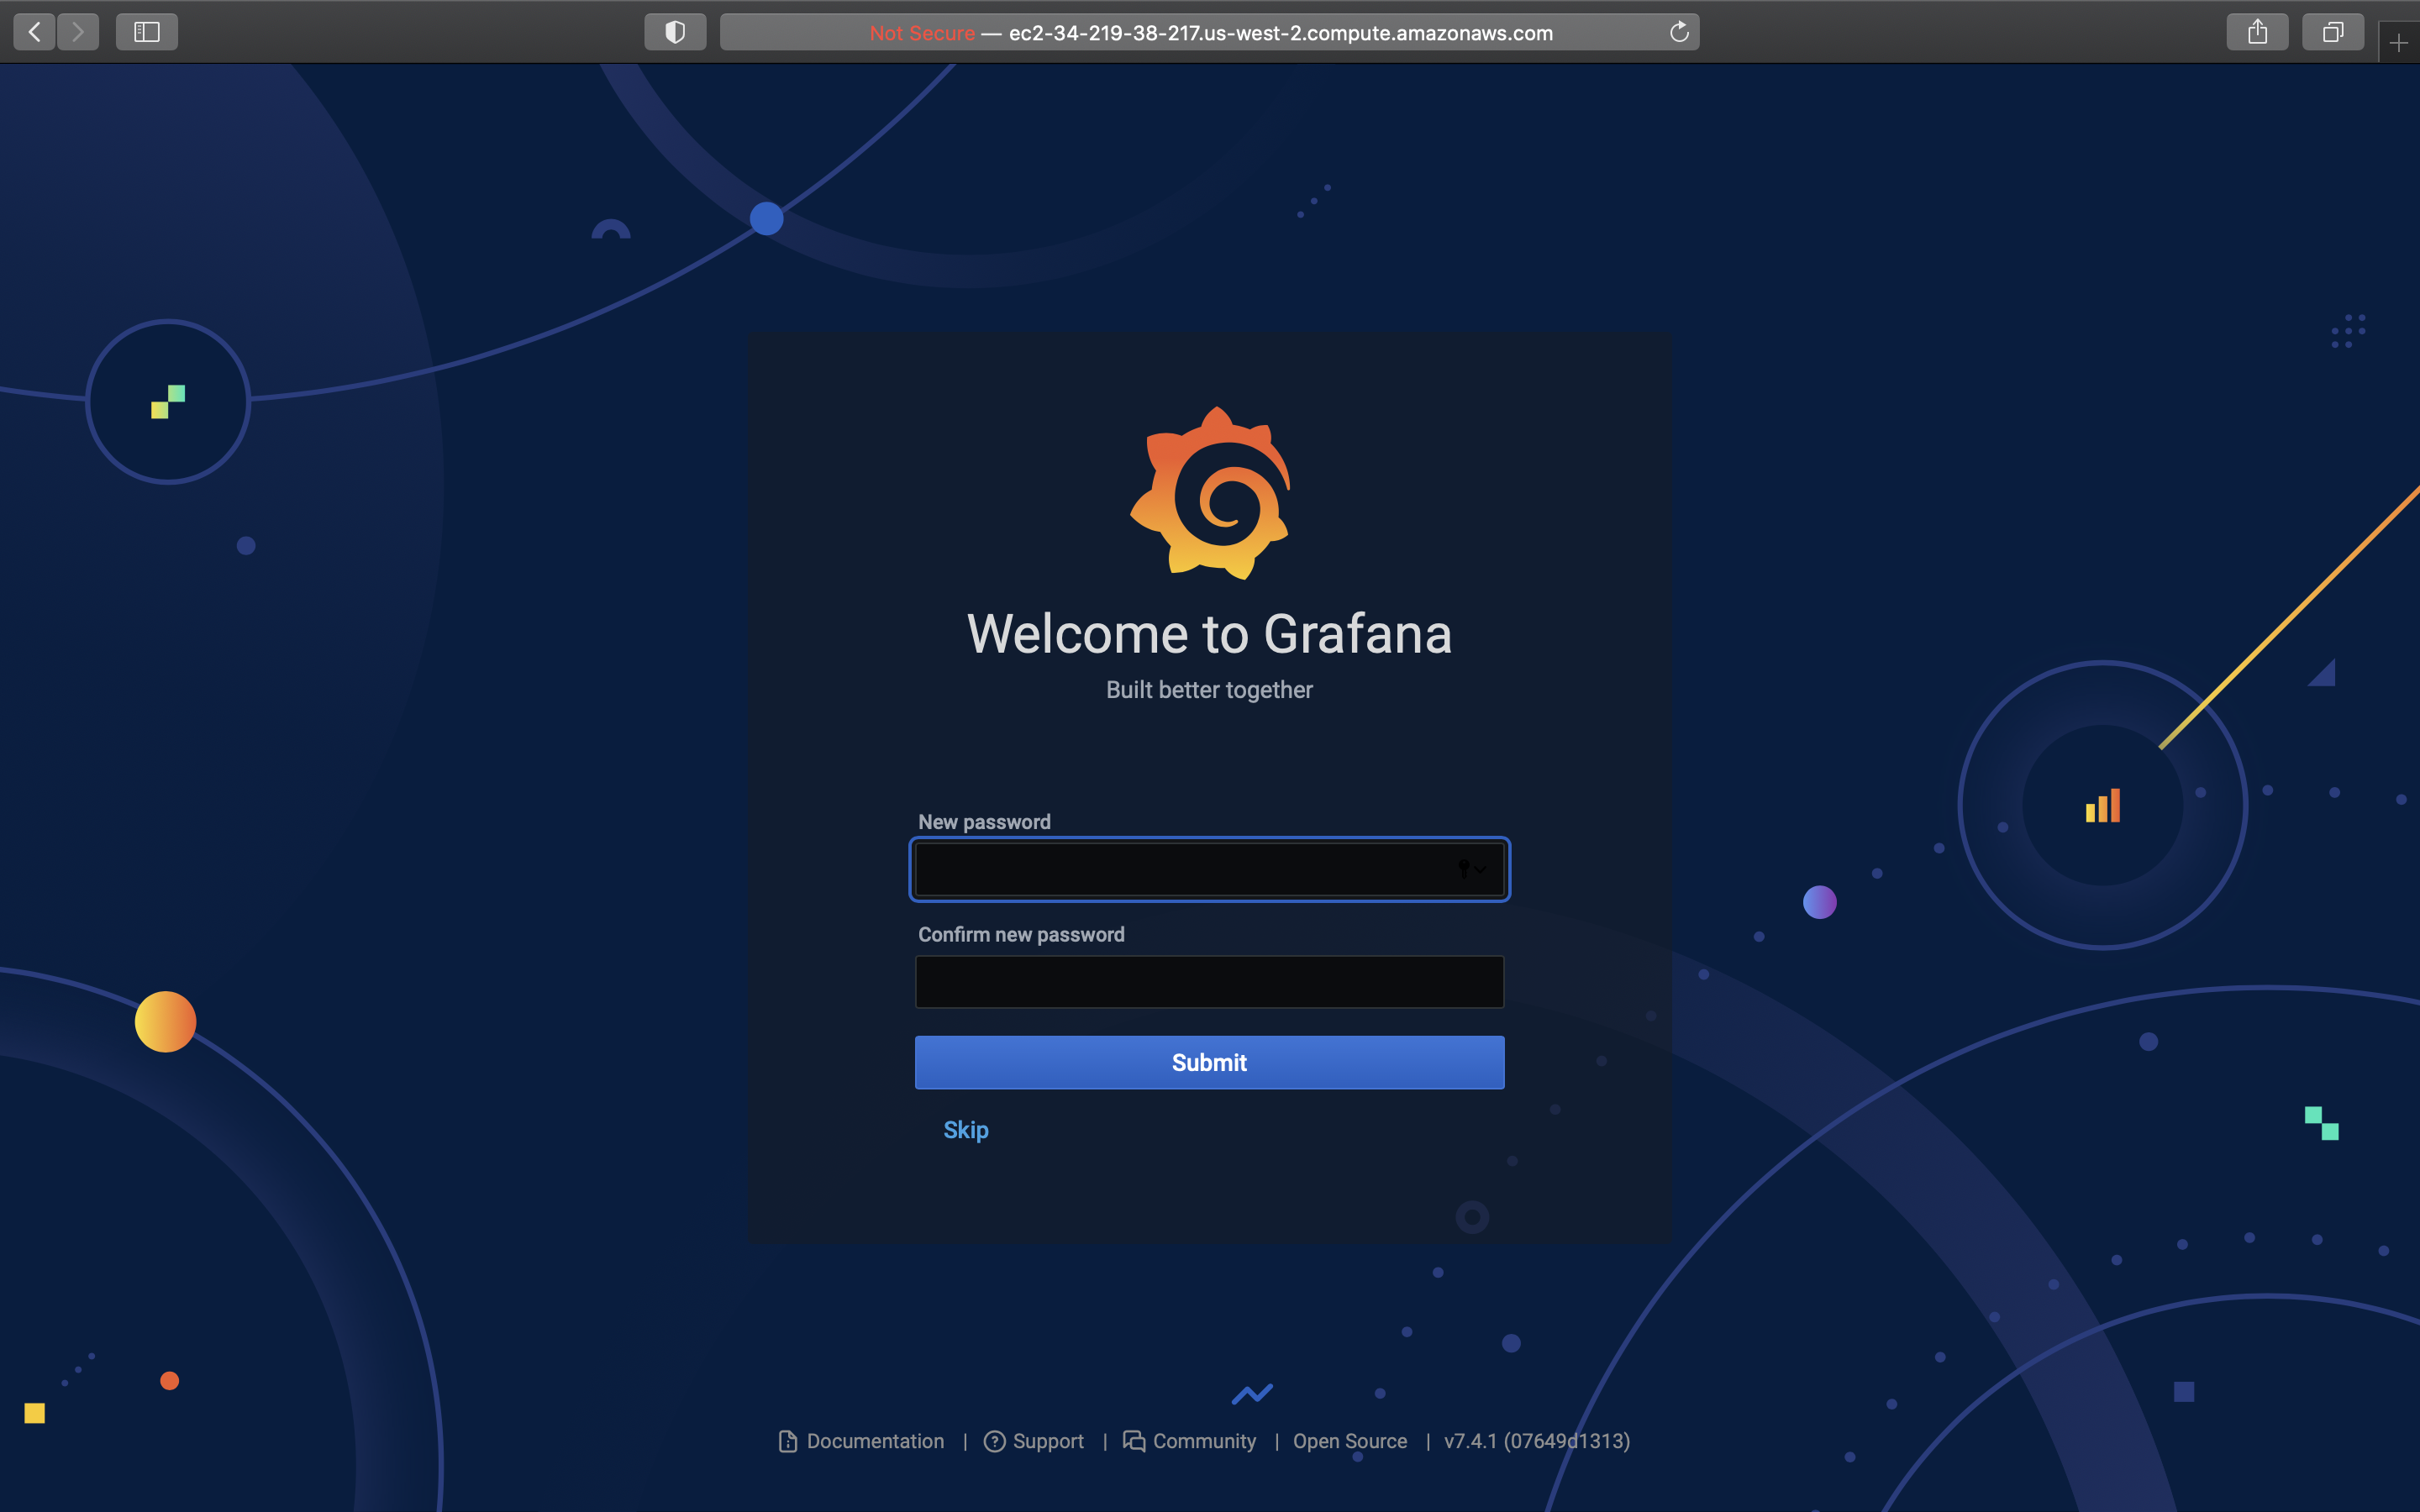 Not Secure — ec2-34-219-38-217.us-west-2.compute.amazonaws.com
Welcome to Grafana
Built better together
New password
Confirm new password
Submit
Skip
Documentation | Support | Community | Open Source | v7.4.1 (07649d1313)